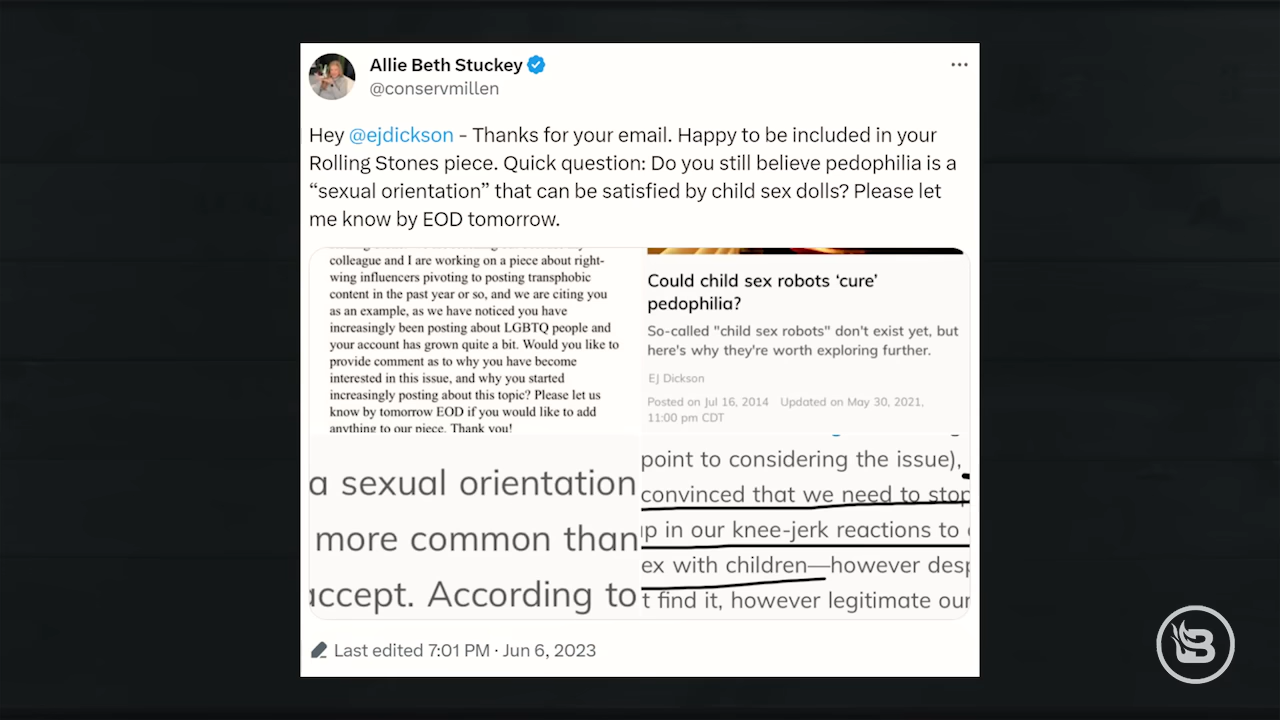 Allie Beth Stuckey
@conservmillen
Hey @ejdickson - Thanks for your email. Happy to be included in your
Rolling Stones piece. Quick question: Do you still believe pedophilia is a
“sexual orientation” that can be satisfied by child sex dolls? Please let
me know by EOD tomorrow.
colleague and I are working on a piece about right-
wing influencers pivoting to posting transphobic
content in the past year or so, and we are citing you
as an example, as we have noticed you have
increasingly been posting about LGBTQ people and
your account has grown quite a bit. Would you like to
provide comment as to why you have become
interested in this issue, and why you started
increasingly posting about this topic? Please let us
know by tomorrow EOD if you would like to add
anything to our piece. Thank you!
Could child sex robots ‘cure’
pedophilia?
So-called "child sex robots" don't exist yet, but
here's why they're worth exploring further.
EJ Dickson
Posted on Jul 16, 2014 Updated on May 30, 2021,
11:00 pm CDT
a sexual orientation
more common than
accept. According to
point to considering the issue),
convinced that we need to stop
up in our knee-jerk reactions to
ex with children—however desp
t find it, however legitimate our
Last edited 7:01 PM · Jun 6, 2023
B